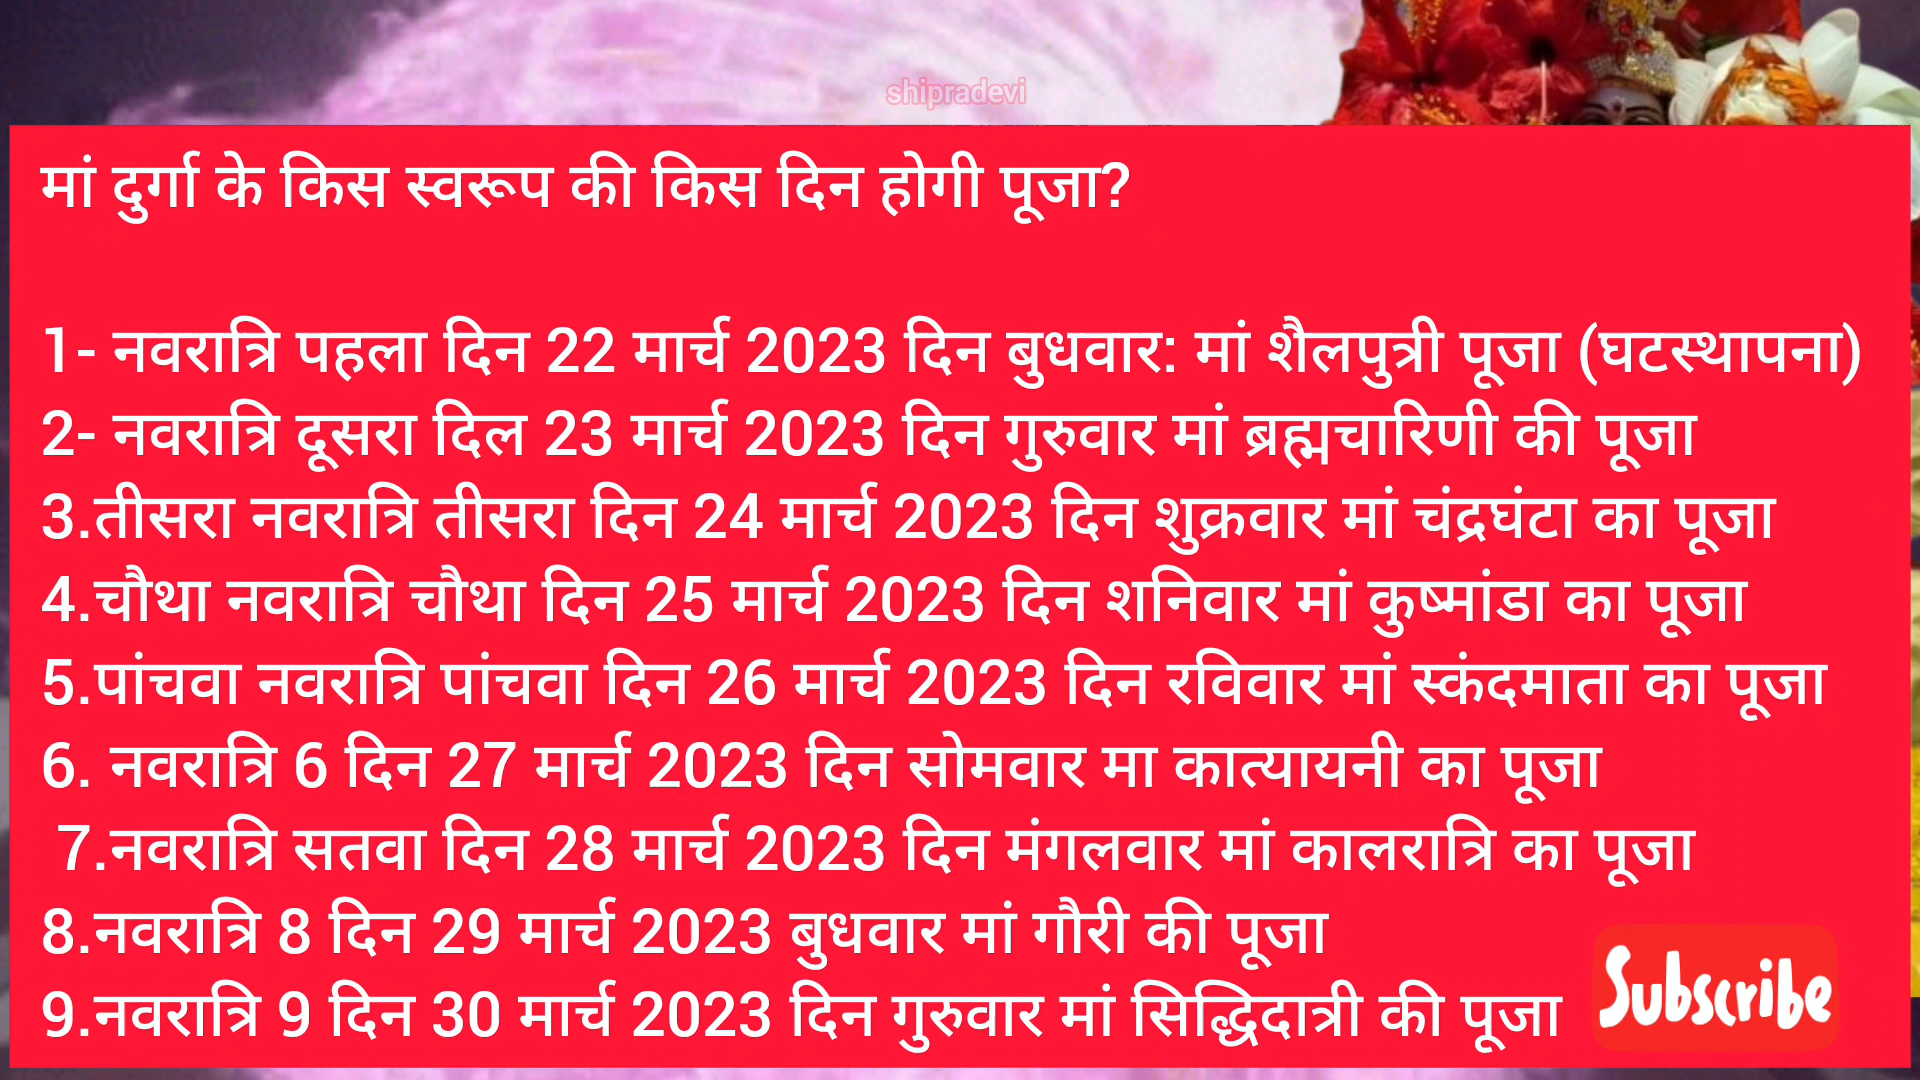 shipradevi
मां दुर्गा के किस स्वरूप की किस दिन होगी पूजा?
1- नवरात्रि पहला दिन 22 मार्च 2023 दिन बुधवार: मां शैलपुत्री पूजा (घटस्थापना)
2- नवरात्रि दूसरा दिल 23 मार्च 2023 दिन गुरुवार मां ब्रह्मचारिणी की पूजा
3.तीसरा नवरात्रि तीसरा दिन 24 मार्च 2023 दिन शुक्रवार मां चंद्रघंटा का पूजा
4.चौथा नवरात्रि चौथा दिन 25 मार्च 2023 दिन शनिवार मां कुष्मांडा का पूजा
5.पांचवा नवरात्रि पांचवा दिन 26 मार्च 2023 दिन रविवार मां स्कंदमाता का पूजा
6. नवरात्रि 6 दिन 27 मार्च 2023 दिन सोमवार मा कात्यायनी का पूजा
7.नवरात्रि सतवा दिन 28 मार्च 2023 दिन मंगलवार मां कालरात्रि का पूजा
8.नवरात्रि 8 दिन 29 मार्च 2023 बुधवार मां गौरी की पूजा
9.नवरात्रि 9 दिन 30 मार्च 2023 दिन गुरुवार मां सिद्धिदात्री की पूजा
Subscribe